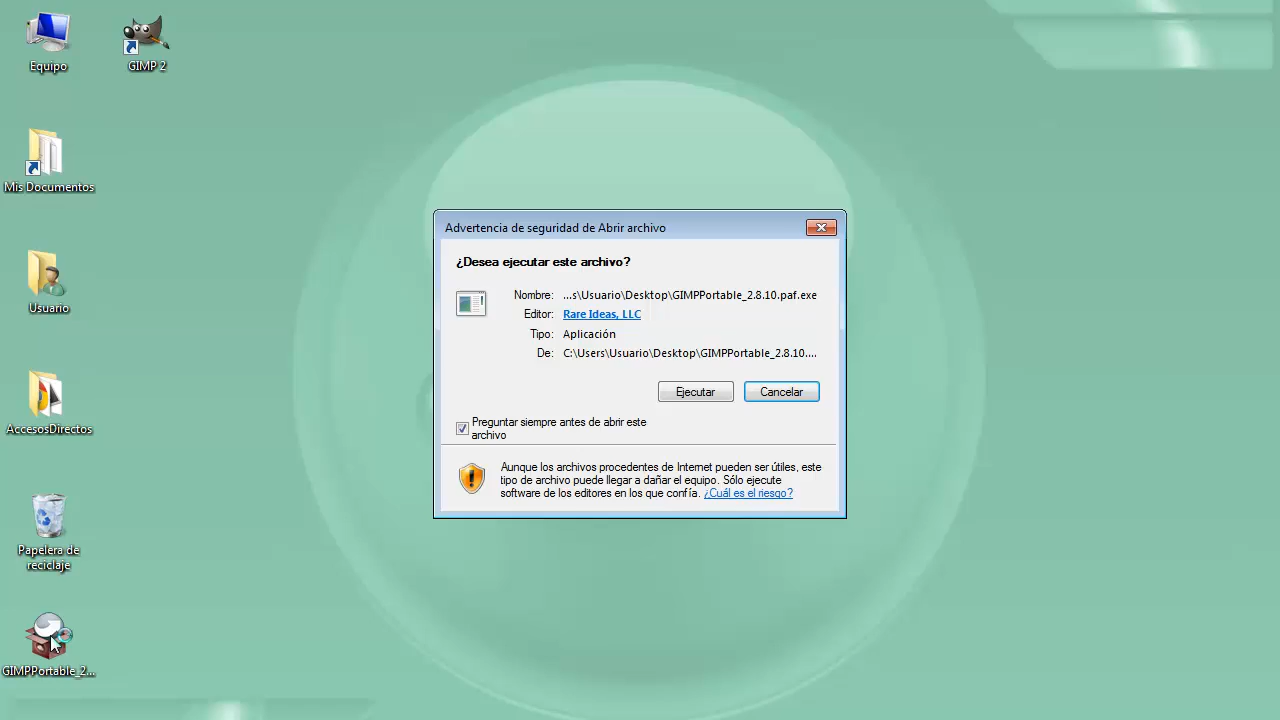 Equipo
GIMP 2
Mis Documentos
Usuario
AccesosDirectos
Papelera de
reciclaje
GIMPPortable_2...
Advertencia de seguridad de Abrir archivo
¿Desea ejecutar este archivo?
Nombre: ...s\Usuario\Desktop\GIMPPortable_2.8.10.paf.exe
Editor: Rare Ideas, LLC
Tipo: Aplicación
De: C:\Users\Usuario\Desktop\GIMPPortable_2.8.10....
Ejecutar Cancelar
Preguntar siempre antes de abrir este
archivo
Aunque los archivos procedentes de Internet pueden ser útiles, este
tipo de archivo puede llegar a dañar el equipo. Sólo ejecute
software de los editores en los que confía. ¿Cuál es el riesgo?